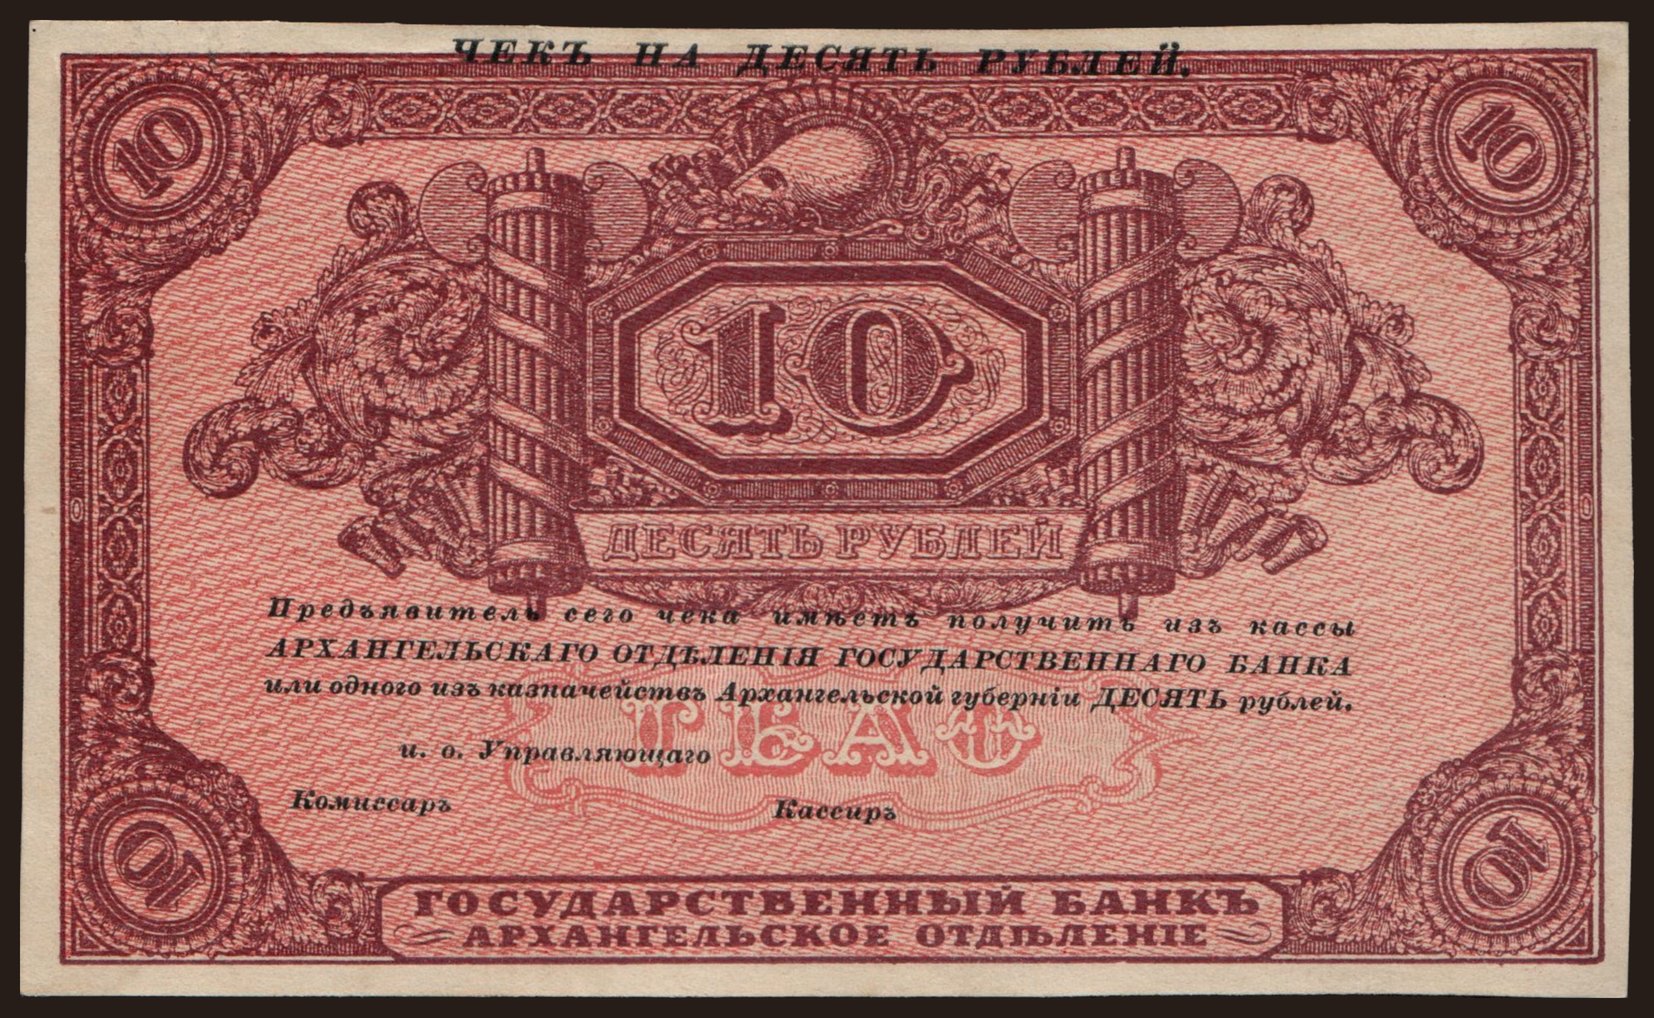 ЧЕКЪ НА ДЕСЯТЬ РУБЛЕЙ.
10 10
10
ДЕСЯТЬ РУБЛЕЙ
Предъявитель сего чека имѣетъ получить изъ кассы
АРХАНГЕЛЬСКАГО ОТДѢЛЕНІЯ ГОСУДАРСТВЕННАГО БАНКА
или одного изъ казначействъ Архангельской губерніи ДЕСЯТЬ рублей.
ГБАО
и. о. Управляющаго
Комиссаръ Кассиръ
10 10
ГОСУДАРСТВЕННЫЙ БАНКЪ
АРХАНГЕЛЬСКОЕ ОТДѢЛЕНІЕ